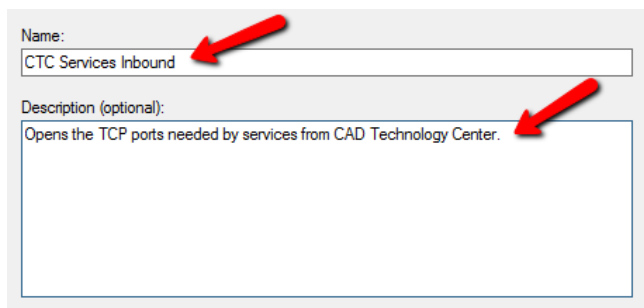 Name:
CTC Services Inbound
Description (optional):
Opens the TCP ports needed by services from CAD Technology Center.